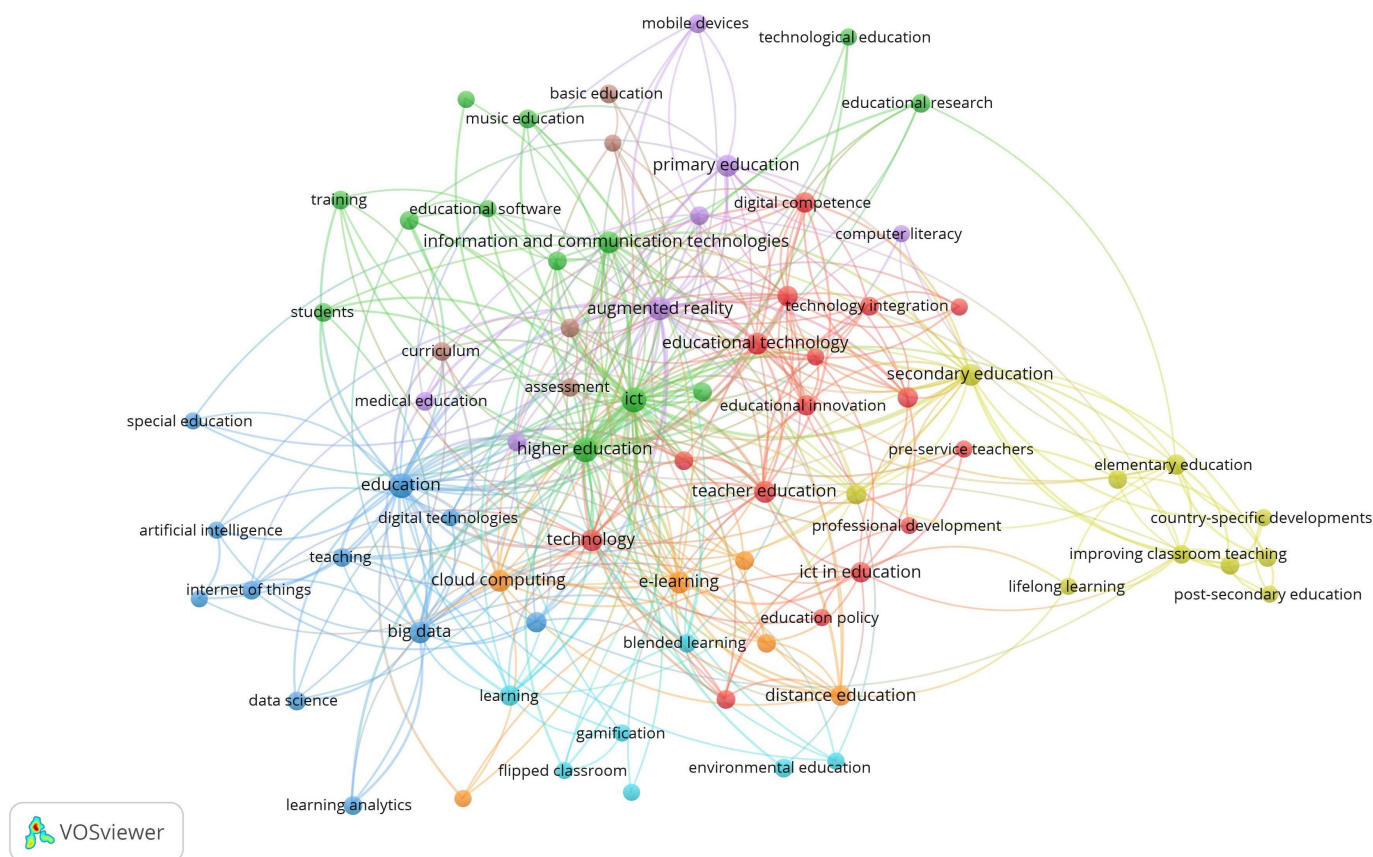 mobile devices
technological education
basic education
educational research
music education
primary education
training
digital competence
educational software
computer literacy
information and communication technologies
technology integration
augmented reality
students
educational technology
curriculum
secondary education
assessment
medical education
ict
educational innovation
special education
higher education
pre-service teachers
elementary education
education
teacher education
digital technologies
country-specific developments
professional development
artificial intelligence
technology
teaching
improving classroom teaching
ict in education
cloud computing
e-learning
lifelong learning
internet of things
post-secondary education
education policy
big data
blended learning
data science
learning
distance education
gamification
flipped classroom
environmental education
learning analytics
VOSviewer